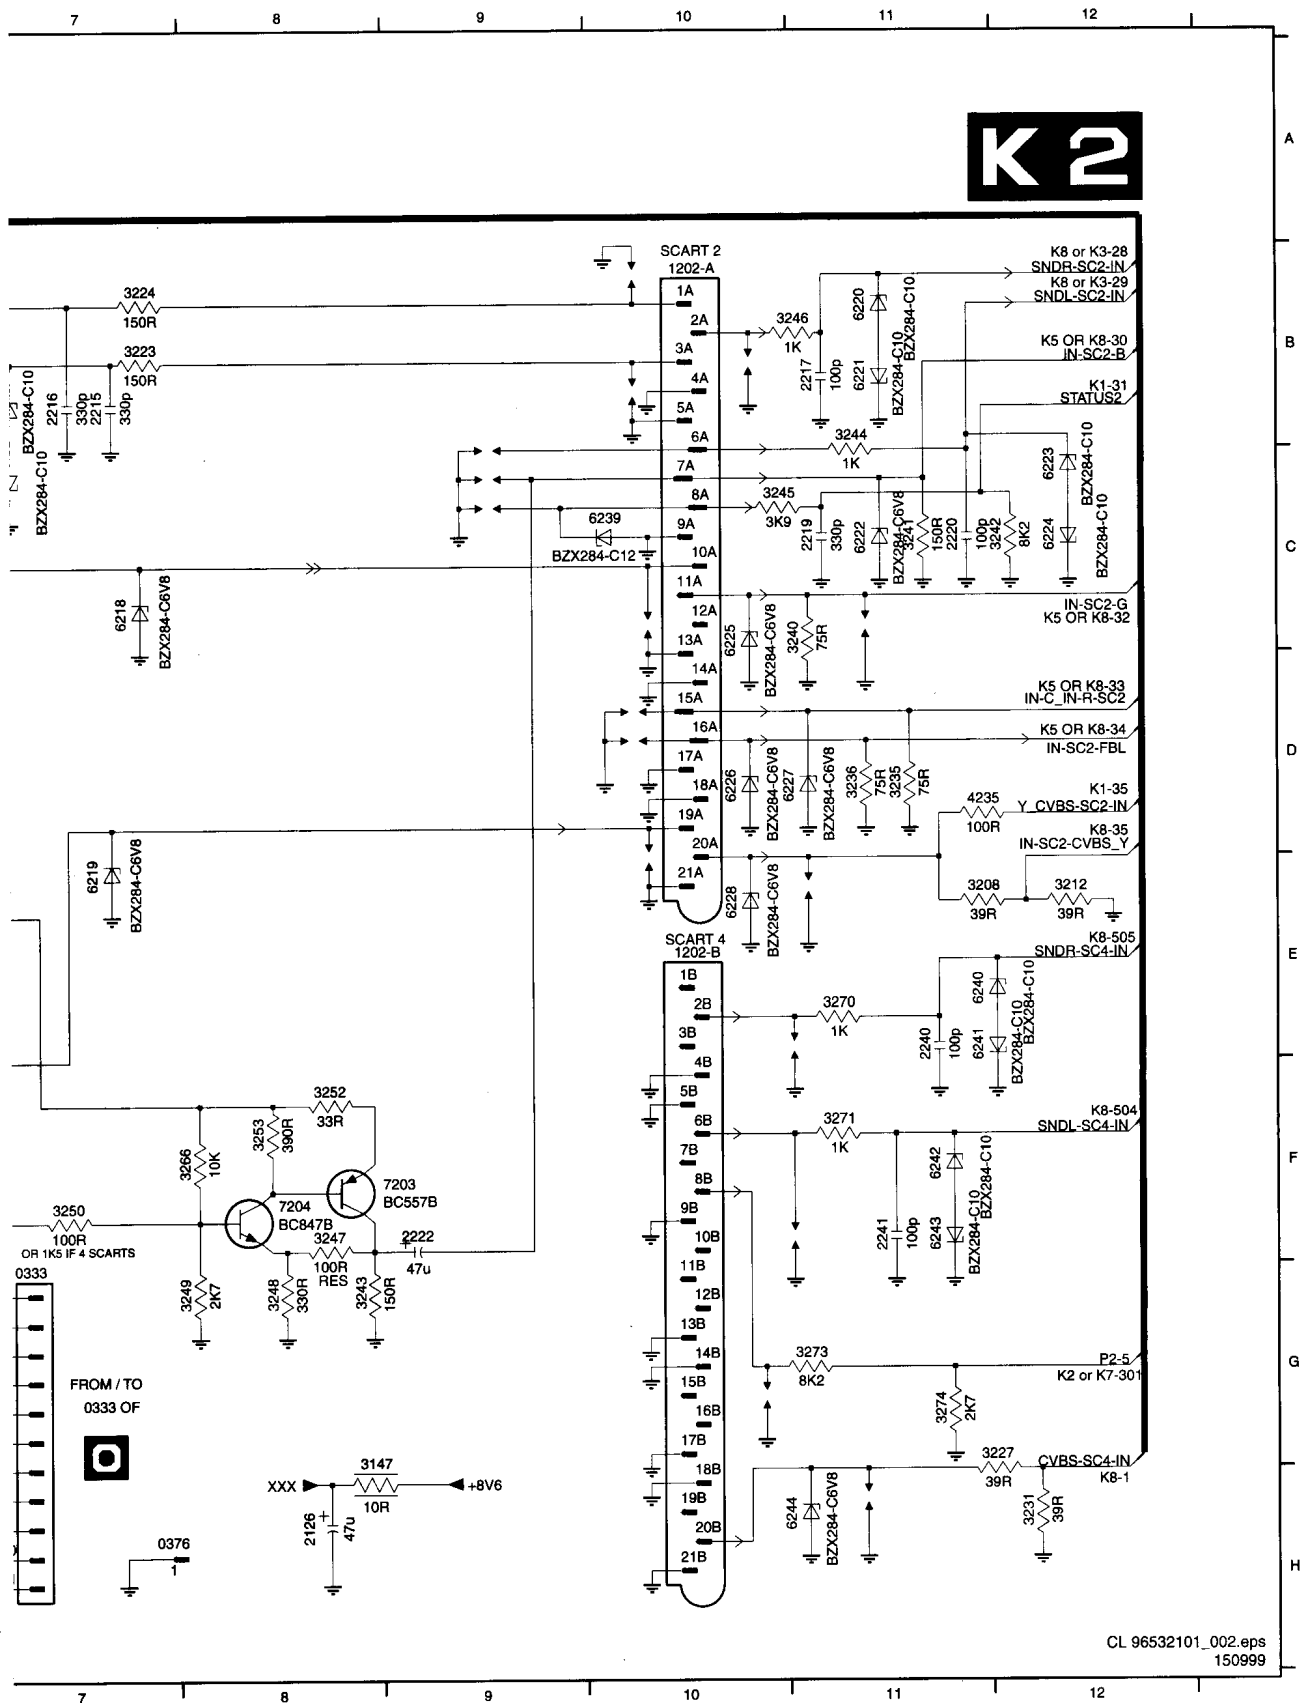 7 8 9 10 11 12
A
K 2
SCART 2
1202-A
K8 or K3-28
SNDR-SC2-IN
K8 or K3-29
SNDL-SC2-IN
3224
150R
1A
2A
3246
1K
6220
BZX284-C10
B
K5 OR K8-30
IN-SC2-B
3223
150R
3A
2217
100p
6221
BZX284-C10
4A
K1-31
STATUS2
BZX284-C10
2216
330p
2215
330p
5A
6A
3244
1K
6223
BZX284-C10
BZX284-C10
7A
8A
3245
3K9
6239
BZX284-C12
9A
2219
330p
6222
BZX284-C6V8
3241
150R
2220
100p
3242
8K2
6224
BZX284-C10
C
10A
11A
IN-SC2-G
K5 OR K8-32
6218
BZX284-C6V8
12A
6225
BZX284-C6V8
3240
75R
13A
14A
15A
K5 OR K8-33
IN-C_IN-R-SC2
16A
K5 OR K8-34
IN-SC2-FBL
D
17A
6226
BZX284-C6V8
6227
BZX284-C6V8
3236
75R
3235
75R
18A
4235
100R
K1-35
Y_CVBS-SC2-IN
19A
K8-35
IN-SC2-CVBS_Y
20A
6219
BZX284-C6V8
21A
6228
BZX284-C6V8
3208
39R
3212
39R
SCART 4
1202-B
K8-505
SNDR-SC4-IN
E
1B
2B
3270
1K
6240
BZX284-C10
3B
2240
100p
6241
BZX284-C10
4B
5B
3252
33R
6B
3271
1K
K8-504
SNDL-SC4-IN
3266
10K
3253
390R
7B
6242
BZX284-C10
F
7203
BC557B
8B
7204
BC847B
9B
3250
100R
OR 1K5 IF 4 SCARTS
3247
100R
RES
2222
47u
10B
2241
100p
6243
BZX284-C10
0333
11B
3249
2K7
3248
330R
3243
150R
12B
13B
14B
3273
8K2
P2-5
K2 or K7-301
G
FROM / TO
0333 OF
O
15B
3274
2K7
16B
17B
3147
10R
XXX
+8V6
18B
3227
39R
CVBS-SC4-IN
K8-1
19B
2126
47u
20B
6244
BZX284-C6V8
3231
39R
0376
1
21B
H
CL 96532101_002.eps
150999
7 8 9 10 11 12